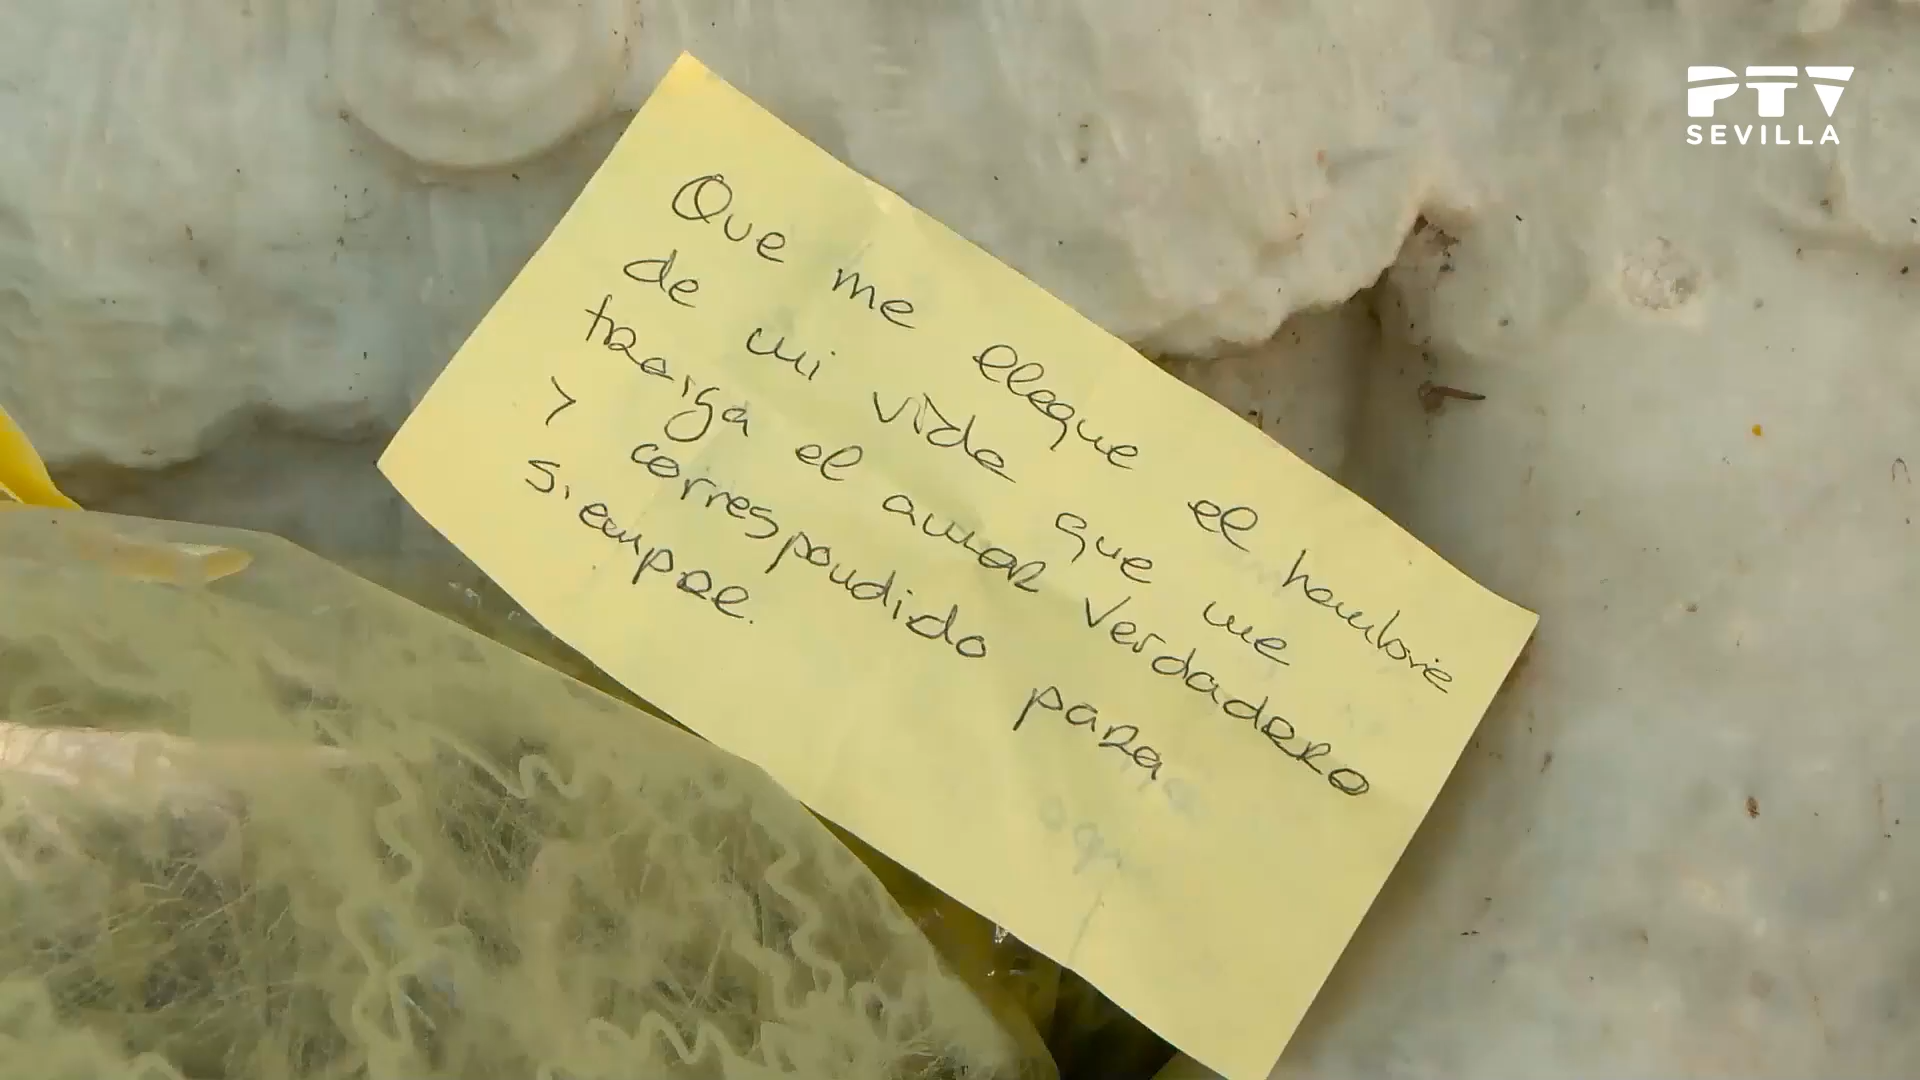 PTV
SEVILLA
Que me llegue el hombre
de mi vida que me
traiga el amor verdadero
y correspondido para
siempre.